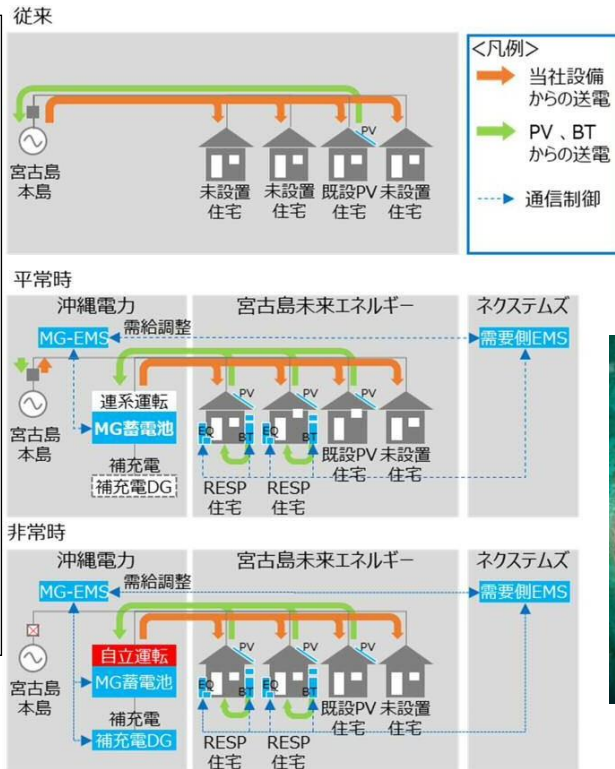 従来
<凡例>
当社設備
からの送電
PV、BT
からの送電
通信制御
宮古島
本島
PV
未設置
住宅
未設置
住宅
既設PV
住宅
未設置
住宅
平常時
沖縄電力
宮古島未来エネルギー
ネクステムズ
MG-EMS
需給調整
需要側EMS
連系運転
MG蓄電池
補充電
補充電DG
宮古島
本島
PV
PV
PV
EQ
BT
EQ
BT
RESP
住宅
RESP
住宅
既設PV
住宅
未設置
住宅
非常時
沖縄電力
宮古島未来エネルギー
ネクステムズ
MG-EMS
需給調整
需要側EMS
自立運転
MG蓄電池
補充電
補充電DG
宮古島
本島
PV
PV
PV
EQ
BT
EQ
BT
RESP
住宅
RESP
住宅
既設PV
住宅
未設置
住宅